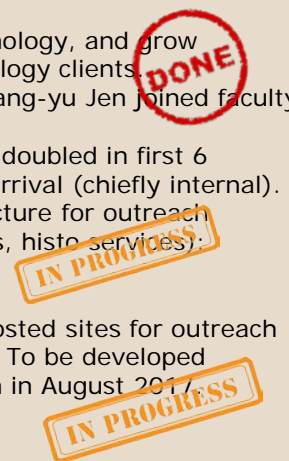 nology, and grow
ology clients.
DONE
ang-yu Jen joined faculty
doubled in first 6
rrival (chiefly internal).
cture for outreach
s, histo services);
IN PROGRESS
osted sites for outreach
To be developed
n in August 2017.
IN PROGRESS